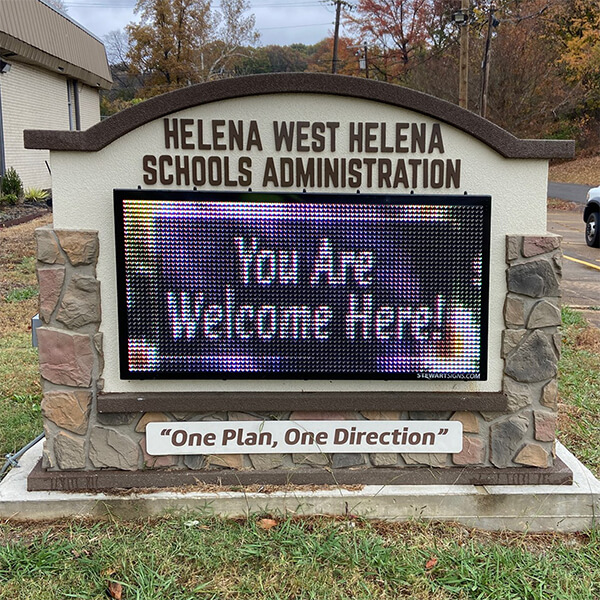 HELENA WEST HELENA
SCHOOLS ADMINISTRATION
You Are
Welcome Here!
STEWARTSIGNS.COM
“One Plan, One Direction”